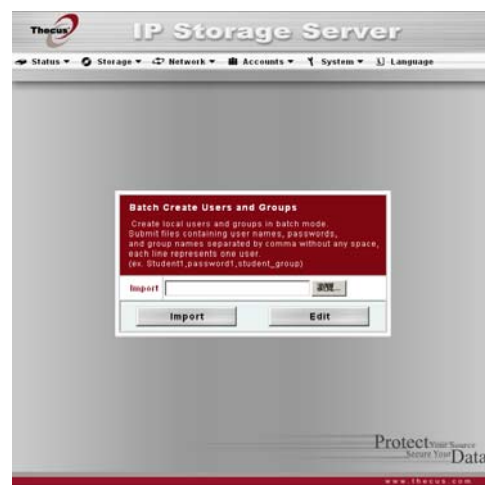 Thecus
IP Storage Server
Status Storage Network Accounts System Language
Batch Create Users and Groups
Create local users and groups in batch mode.
Submit files containing user names, passwords,
and group names separated by comma without any space,
each line represents one user.
(ex. Student1,password1,student_group)
Import
Import Edit
Protect Your Source
Secure Your Data
www.thecus.com